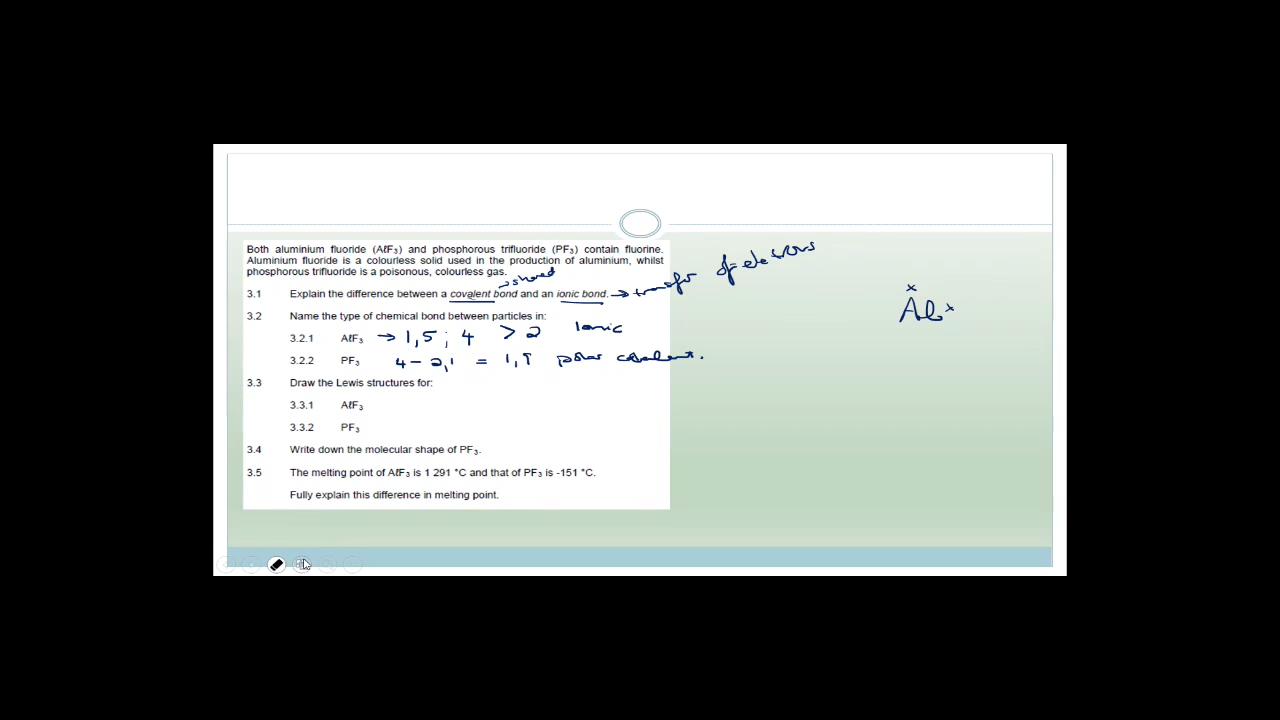 Both aluminium fluoride (AℓF₃) and phosphorous trifluoride (PF₃) contain fluorine.
Aluminium fluoride is a colourless solid used in the production of aluminium, whilst
phosphorous trifluoride is a poisonous, colourless gas.
→ shared
3.1 Explain the difference between a covalent bond and an ionic bond. → transfer of electrons
3.2 Name the type of chemical bond between particles in:
3.2.1 AℓF₃ → 1,5 ; 4 > 2 Ionic
3.2.2 PF₃ 4 - 2,1 = 1,9 polar covalent.
3.3 Draw the Lewis structures for:
3.3.1 AℓF₃
3.3.2 PF₃
3.4 Write down the molecular shape of PF₃.
3.5 The melting point of AℓF₃ is 1 291 °C and that of PF₃ is -151 °C.
Fully explain this difference in melting point.
x
Al x